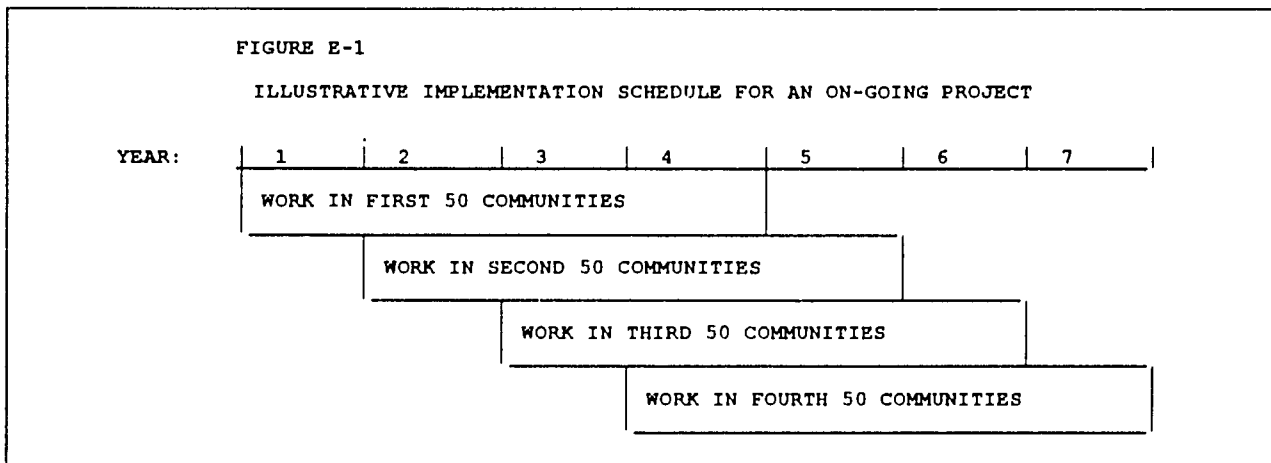 FIGURE E-1
ILLUSTRATIVE IMPLEMENTATION SCHEDULE FOR AN ON-GOING PROJECT
YEAR: 1 2 3 4 5 6 7
WORK IN FIRST 50 COMMUNITIES
WORK IN SECOND 50 COMMUNITIES
WORK IN THIRD 50 COMMUNITIES
WORK IN FOURTH 50 COMMUNITIES